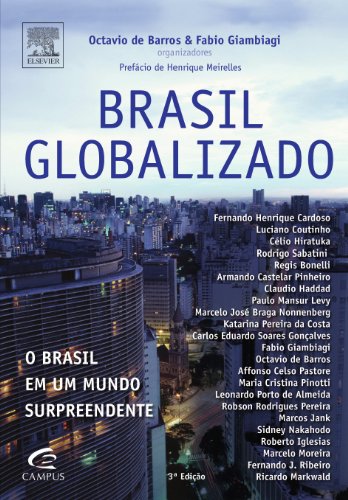 ELSEVIER
Octavio de Barros & Fabio Giambiagi
organizadores
Prefácio de Henrique Meirelles
BRASIL
GLOBALIZADO
Fernando Henrique Cardoso
Luciano Coutinho
Célio Hiratuka
Rodrigo Sabatini
Regis Bonelli
Armando Castelar Pinheiro
Claudio Haddad
Paulo Mansur Levy
Marcelo José Braga Nonnenberg
Katarina Pereira da Costa
Carlos Eduardo Soares Gonçalves
Fabio Giambiagi
Octavio de Barros
Affonso Celso Pastore
Maria Cristina Pinotti
Leonardo Porto de Almeida
Robson Rodrigues Pereira
Marcos Jank
Sidney Nakahodo
Roberto Iglesias
Marcelo Moreira
Fernando J. Ribeiro
Ricardo Markwald
O BRASIL
EM UM MUNDO
SURPREENDENTE
CAMPUS
3ª Edição